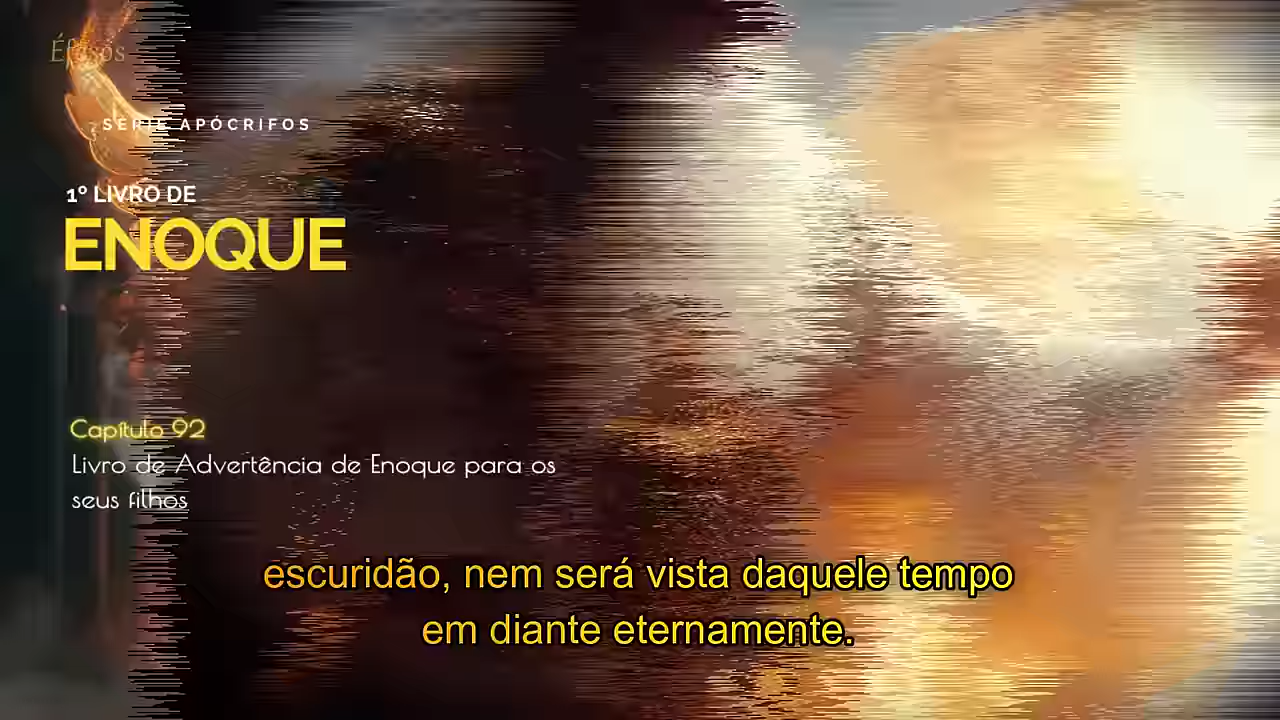 Éfesos
SÉRIE APÓCRIFOS
1º LIVRO DE
ENOQUE
Capítulo 92
Livro de Advertência de Enoque para os
seus filhos
escuridão, nem será vista daquele tempo
em diante eternamente.